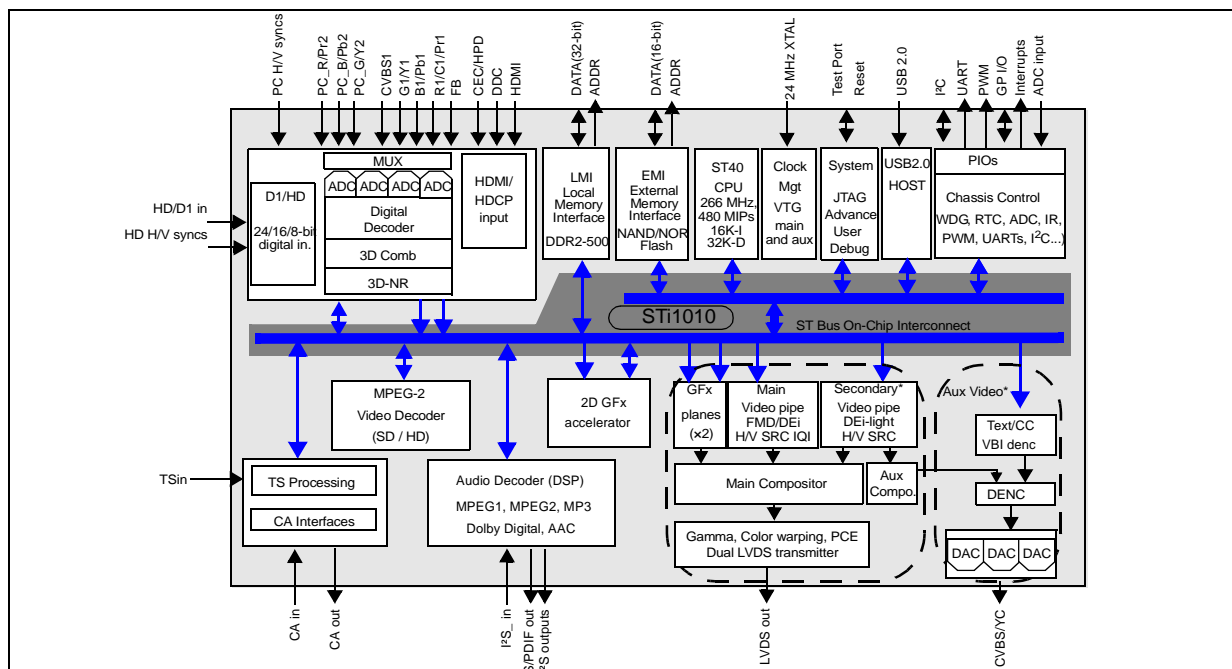 PC H/V syncs
PC_R/Pr2
PC_B/Pb2
PC_G/Y2
CVBS1
G1/Y1
B1/Pb1
R1/C1/Pr1
FB
CEC/HPD
DDC
HDMI
DATA(32-bit)
ADDR
DATA(16-bit)
ADDR
24 MHz XTAL
Test Port
Reset
USB 2.0
I²C
UART
PWM
GP I/O
Interrupts
ADC input
HD/D1 in
HD H/V syncs
D1/HD
24/16/8-bit
digital in.
MUX
ADC
ADC
ADC
ADC
Digital
Decoder
3D Comb
3D-NR
HDMI/
HDCP
input
LMI
Local
Memory
Interface
DDR2-500
EMI
External
Memory
Interface
NAND/NOR
Flash
ST40
CPU
266 MHz,
480 MIPs
16K-I
32K-D
Clock
Mgt
VTG
main
and aux
System
JTAG
Advance
User
Debug
USB2.0
HOST
PIOs
Chassis Control
WDG, RTC, ADC, IR,
PWM, UARTs, I²C...)
STi1010
ST Bus On-Chip Interconnect
MPEG-2
Video Decoder
(SD / HD)
2D GFx
accelerator
GFx
planes
(×2)
Main
Video pipe
FMD/DEi
H/V SRC IQI
Secondary*
Video pipe
DEi-light
H/V SRC
Aux Video*
Text/CC
VBI denc
TSin
TS Processing
CA Interfaces
Audio Decoder (DSP)
MPEG1, MPEG2, MP3
Dolby Digital, AAC
Main Compositor
Aux
Compo.
DENC
Gamma, Color warping, PCE
Dual LVDS transmitter
DAC
DAC
DAC
CA in
CA out
I²S_ in
S/PDIF out
I²S outputs
LVDS out
CVBS/YC